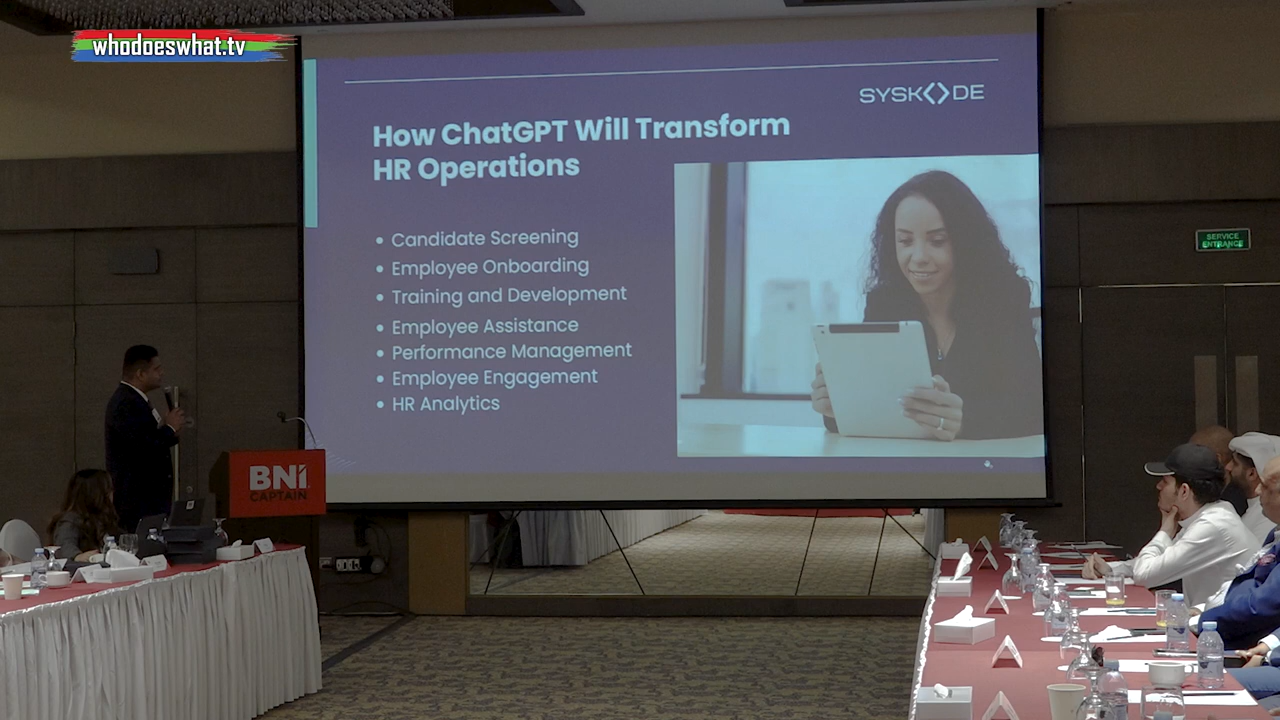 whodoeswhat.tv
SYSK<>DE
How ChatGPT Will Transform
HR Operations
• Candidate Screening
• Employee Onboarding
• Training and Development
• Employee Assistance
• Performance Management
• Employee Engagement
• HR Analytics
SERVICE
ENTRANCE
BNI
CAPTAIN